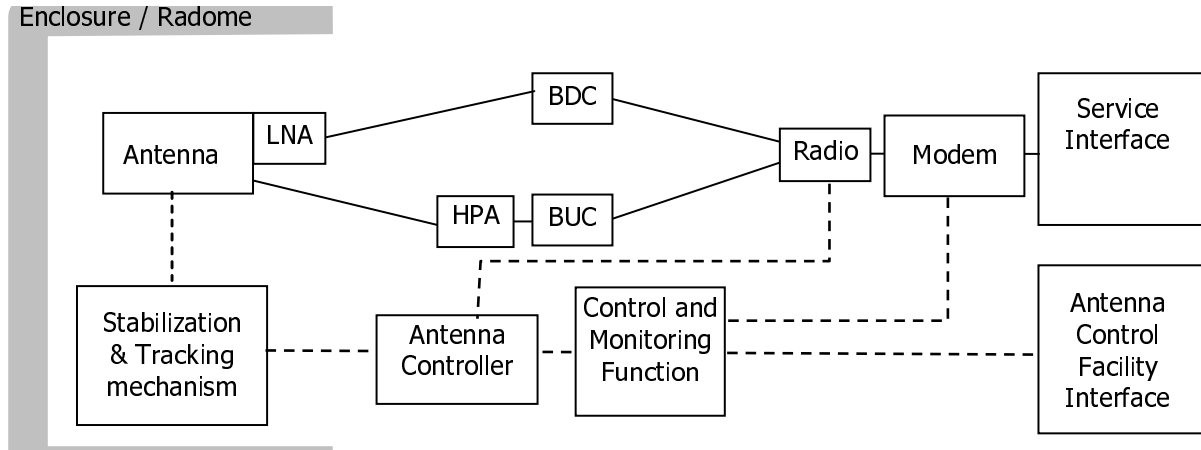 Enclosure / Radome
BDC
Service
Interface
LNA
Antenna
Radio
Modem
HPA
BUC
Stabilization
& Tracking
mechanism
Antenna
Controller
Control and
Monitoring
Function
Antenna
Control
Facility
Interface